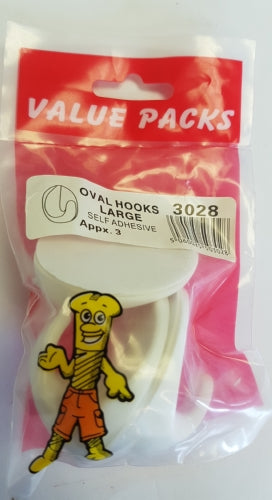 VALUE PACKS
OVAL HOOKS
LARGE
SELF ADHESIVE
Appx. 3
3028